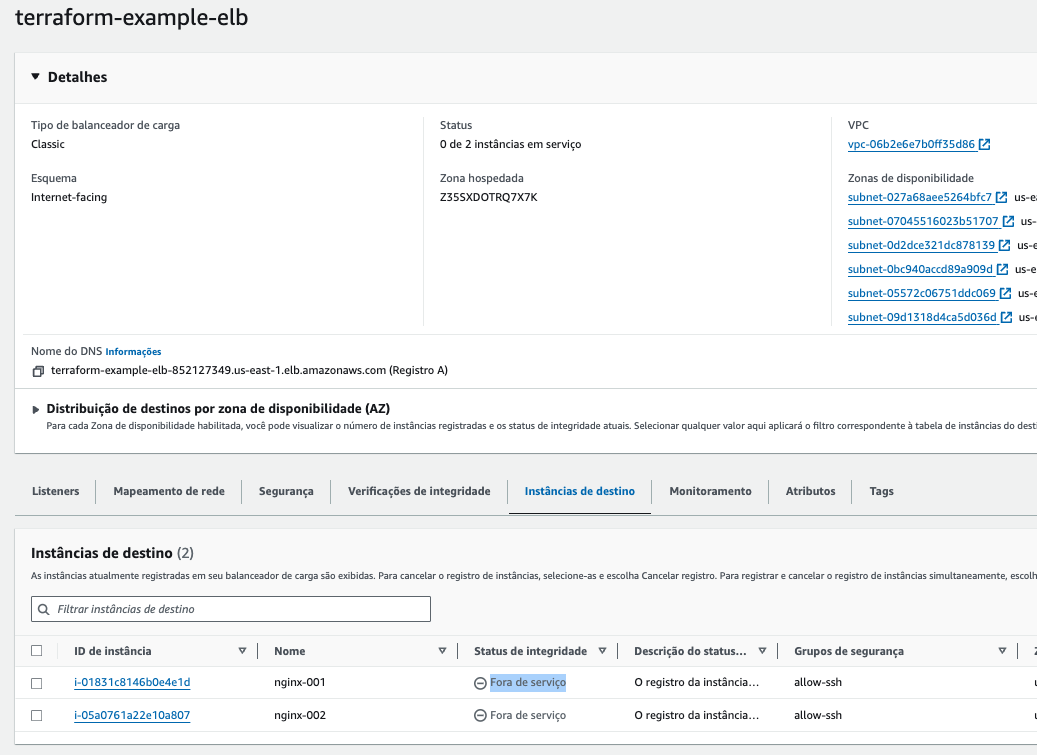 terraform-example-elb
Detalhes
Tipo de balanceador de carga
Classic
Esquema
Internet-facing
Status
0 de 2 instâncias em serviço
Zona hospedada
Z35SXDOTRQ7X7K
VPC
vpc-06b2e6e7b0ff35d86
Zonas de disponibilidade
subnet-027a68aee5264bfc7 us-ea
subnet-07045516023b51707 us-
subnet-0d2dce321dc878139 us-e
subnet-0bc940accd89a909d us-e
subnet-05572c06751ddc069 us-e
subnet-09d1318d4ca5d036d us-e
Nome do DNS Informações
terraform-example-elb-852127349.us-east-1.elb.amazonaws.com (Registro A)
Distribuição de destinos por zona de disponibilidade (AZ)
Para cada Zona de disponibilidade habilitada, você pode visualizar o número de instâncias registradas e os status de integridade atuais. Selecionar qualquer valor aqui aplicará o filtro correspondente à tabela de instâncias do desti
Listeners Mapeamento de rede Segurança Verificações de integridade Instâncias de destino Monitoramento Atributos Tags
Instâncias de destino (2)
As instâncias atualmente registradas em seu balanceador de carga são exibidas. Para cancelar o registro de instâncias, selecione-as e escolha Cancelar registro. Para registrar e cancelar o registro de instâncias simultaneamente, escolh
Filtrar instâncias de destino
ID de instância Nome Status de integridade Descrição do status... Grupos de segurança
i-01831c8146b0e4e1d nginx-001 Fora de serviço O registro da instância... allow-ssh
i-05a0761a22e10a807 nginx-002 Fora de serviço O registro da instância... allow-ssh